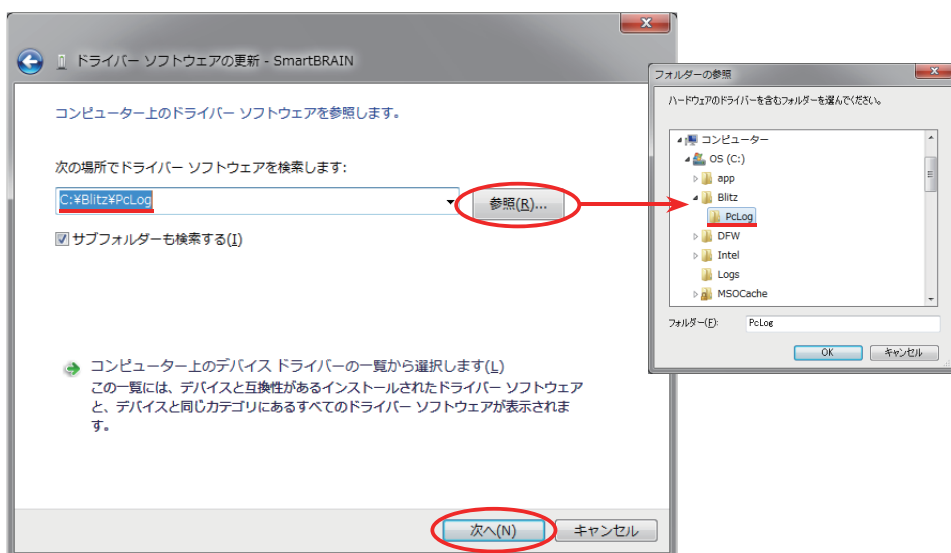 ドライバー ソフトウェアの更新 - SmartBRAIN
コンピューター上のドライバー ソフトウェアを参照します。
次の場所でドライバー ソフトウェアを検索します:
C:¥Blitz¥PcLog
参照(R)...
サブフォルダーも検索する(I)
コンピューター上のデバイス ドライバーの一覧から選択します(L)
この一覧には、デバイスと互換性があるインストールされたドライバー ソフトウェア
と、デバイスと同じカテゴリにあるすべてのドライバー ソフトウェアが表示されま
す。
次へ(N)
キャンセル
フォルダーの参照
ハードウェアのドライバーを含むフォルダーを選んでください。
コンピューター
OS (C:)
app
Blitz
PcLog
DFW
Intel
Logs
MSOCache
フォルダー(F):
PcLog
OK
キャンセル